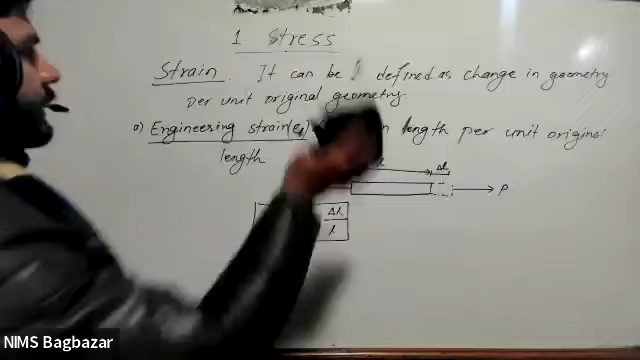 1. Stress
Strain. It can be defined as change in geometry
per unit original geometry.
a) Engineering strain(e) n length per unit original
length
Δl
P
Δl
l
NIMS Bagbazar